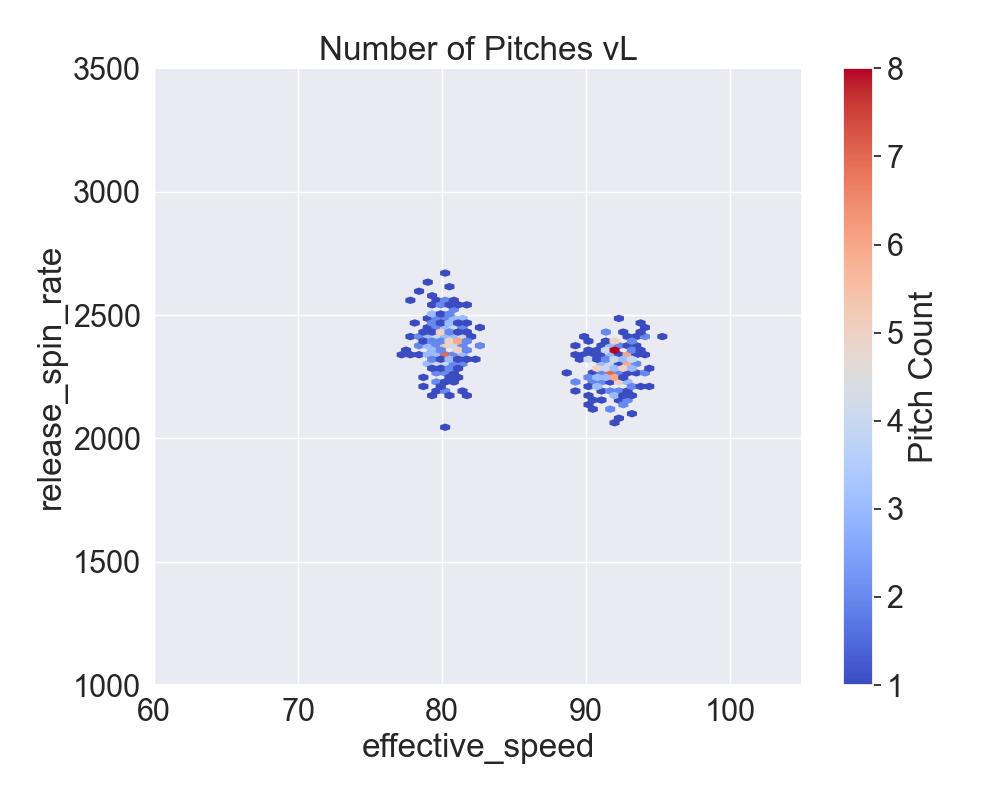 Number of Pitches vL
3500
3000
2500
2000
1500
1000
release_spin_rate
60 70 80 90 100
effective_speed
8
7
6
5
4
3
2
1
Pitch Count